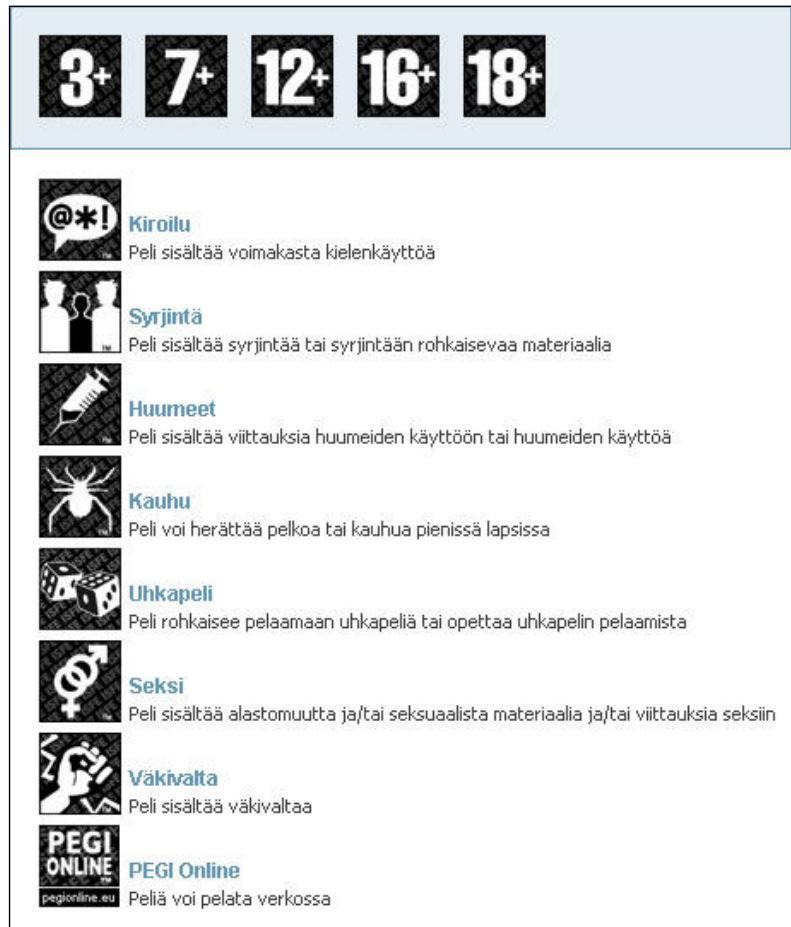 3+ 7+ 12+ 16+ 18+
@*!
Kiroilu
Peli sisältää voimakasta kielenkäyttöä
Syrjintä
Peli sisältää syrjintää tai syrjintään rohkaisevaa materiaalia
Huumeet
Peli sisältää viittauksia huumeiden käyttöön tai huumeiden käyttöä
Kauhu
Peli voi herättää pelkoa tai kauhua pienissä lapsissa
Uhkapeli
Peli rohkaisee pelaamaan uhkapeliä tai opettaa uhkapelin pelaamista
Seksi
Peli sisältää alastomuutta ja/tai seksuaalista materiaalia ja/tai viittauksia seksiin
Väkivalta
Peli sisältää väkivaltaa
PEGI
ONLINE
pegionline.eu
PEGI Online
Peliä voi pelata verkossa